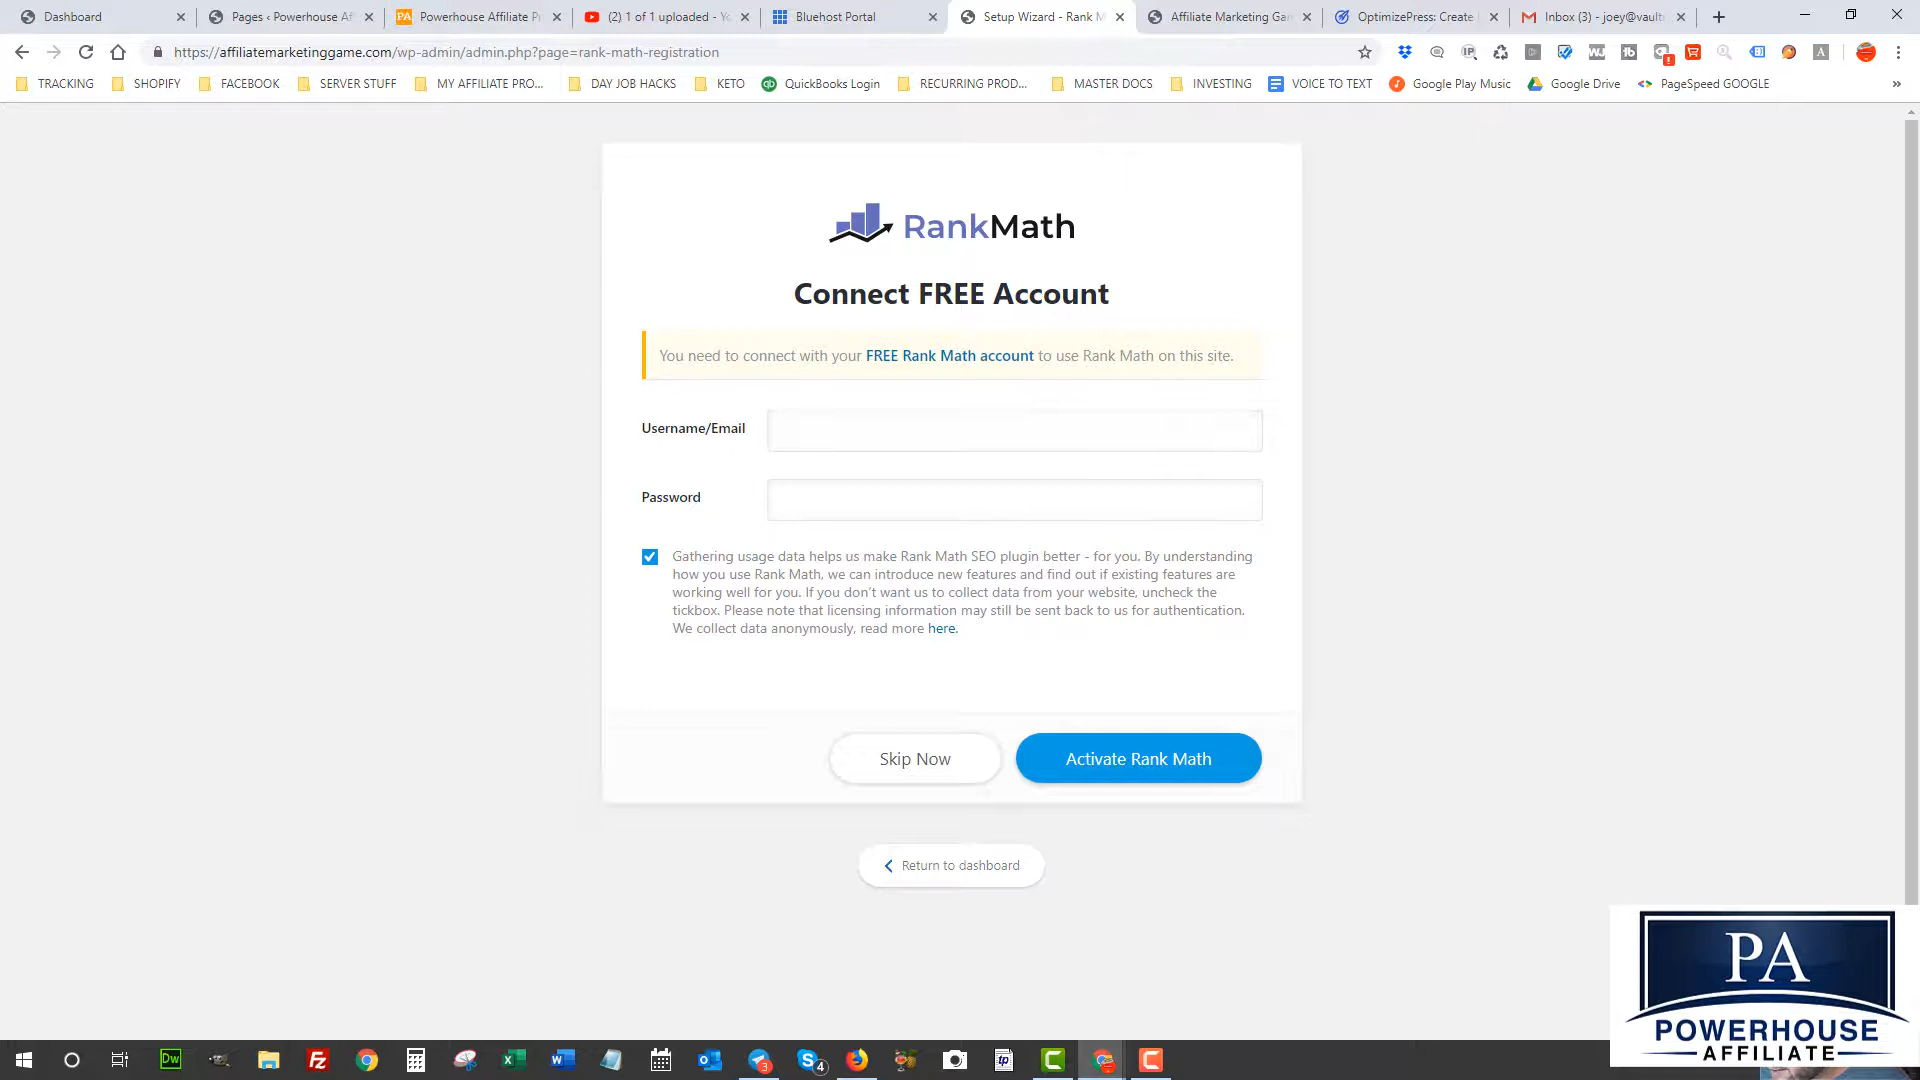 Dashboard
Pages ‹ Powerhouse Af
Powerhouse Affiliate P
(2) 1 of 1 uploaded - Yo
Bluehost Portal
Setup Wizard - Rank M
Affiliate Marketing Gam
OptimizePress: Create
Inbox (3) - joey@vault
https://affiliatemarketinggame.com/wp-admin/admin.php?page=rank-math-registration
TRACKING
SHOPIFY
FACEBOOK
SERVER STUFF
MY AFFILIATE PRO...
DAY JOB HACKS
KETO
QuickBooks Login
RECURRING PROD...
MASTER DOCS
INVESTING
VOICE TO TEXT
Google Play Music
Google Drive
PageSpeed GOOGLE
RankMath
Connect FREE Account
You need to connect with your FREE Rank Math account to use Rank Math on this site.
Username/Email
Password
Gathering usage data helps us make Rank Math SEO plugin better - for you. By understanding
how you use Rank Math, we can introduce new features and find out if existing features are
working well for you. If you don't want us to collect data from your website, uncheck the
tickbox. Please note that licensing information may still be sent back to us for authentication.
We collect data anonymously, read more here.
Skip Now
Activate Rank Math
Return to dashboard
PA
POWERHOUSE
AFFILIATE